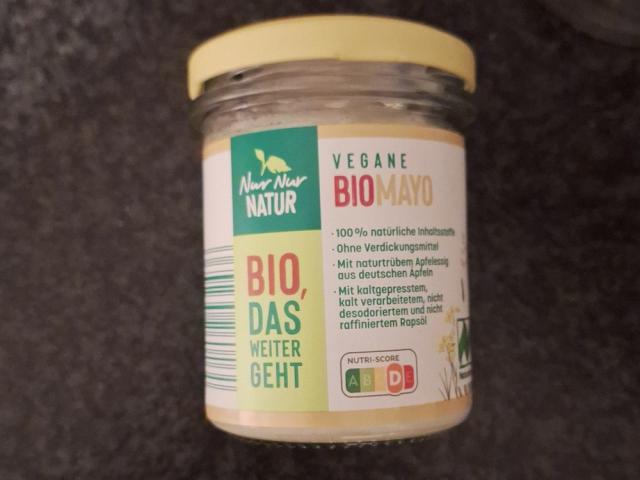 Nur Nur
NATUR
BIO,
DAS
WEITER
GEHT
VEGANE
BIOMAYO
· 100% natürliche Inhaltsstoffe
· Ohne Verdickungsmittel
· Mit naturtrübem Apfelessig
aus deutschen Äpfeln
· Mit kaltgepresstem,
kalt verarbeitetem, nicht
desodoriertem und nicht
raffiniertem Rapsöl
NUTRI-SCORE
A B C D E